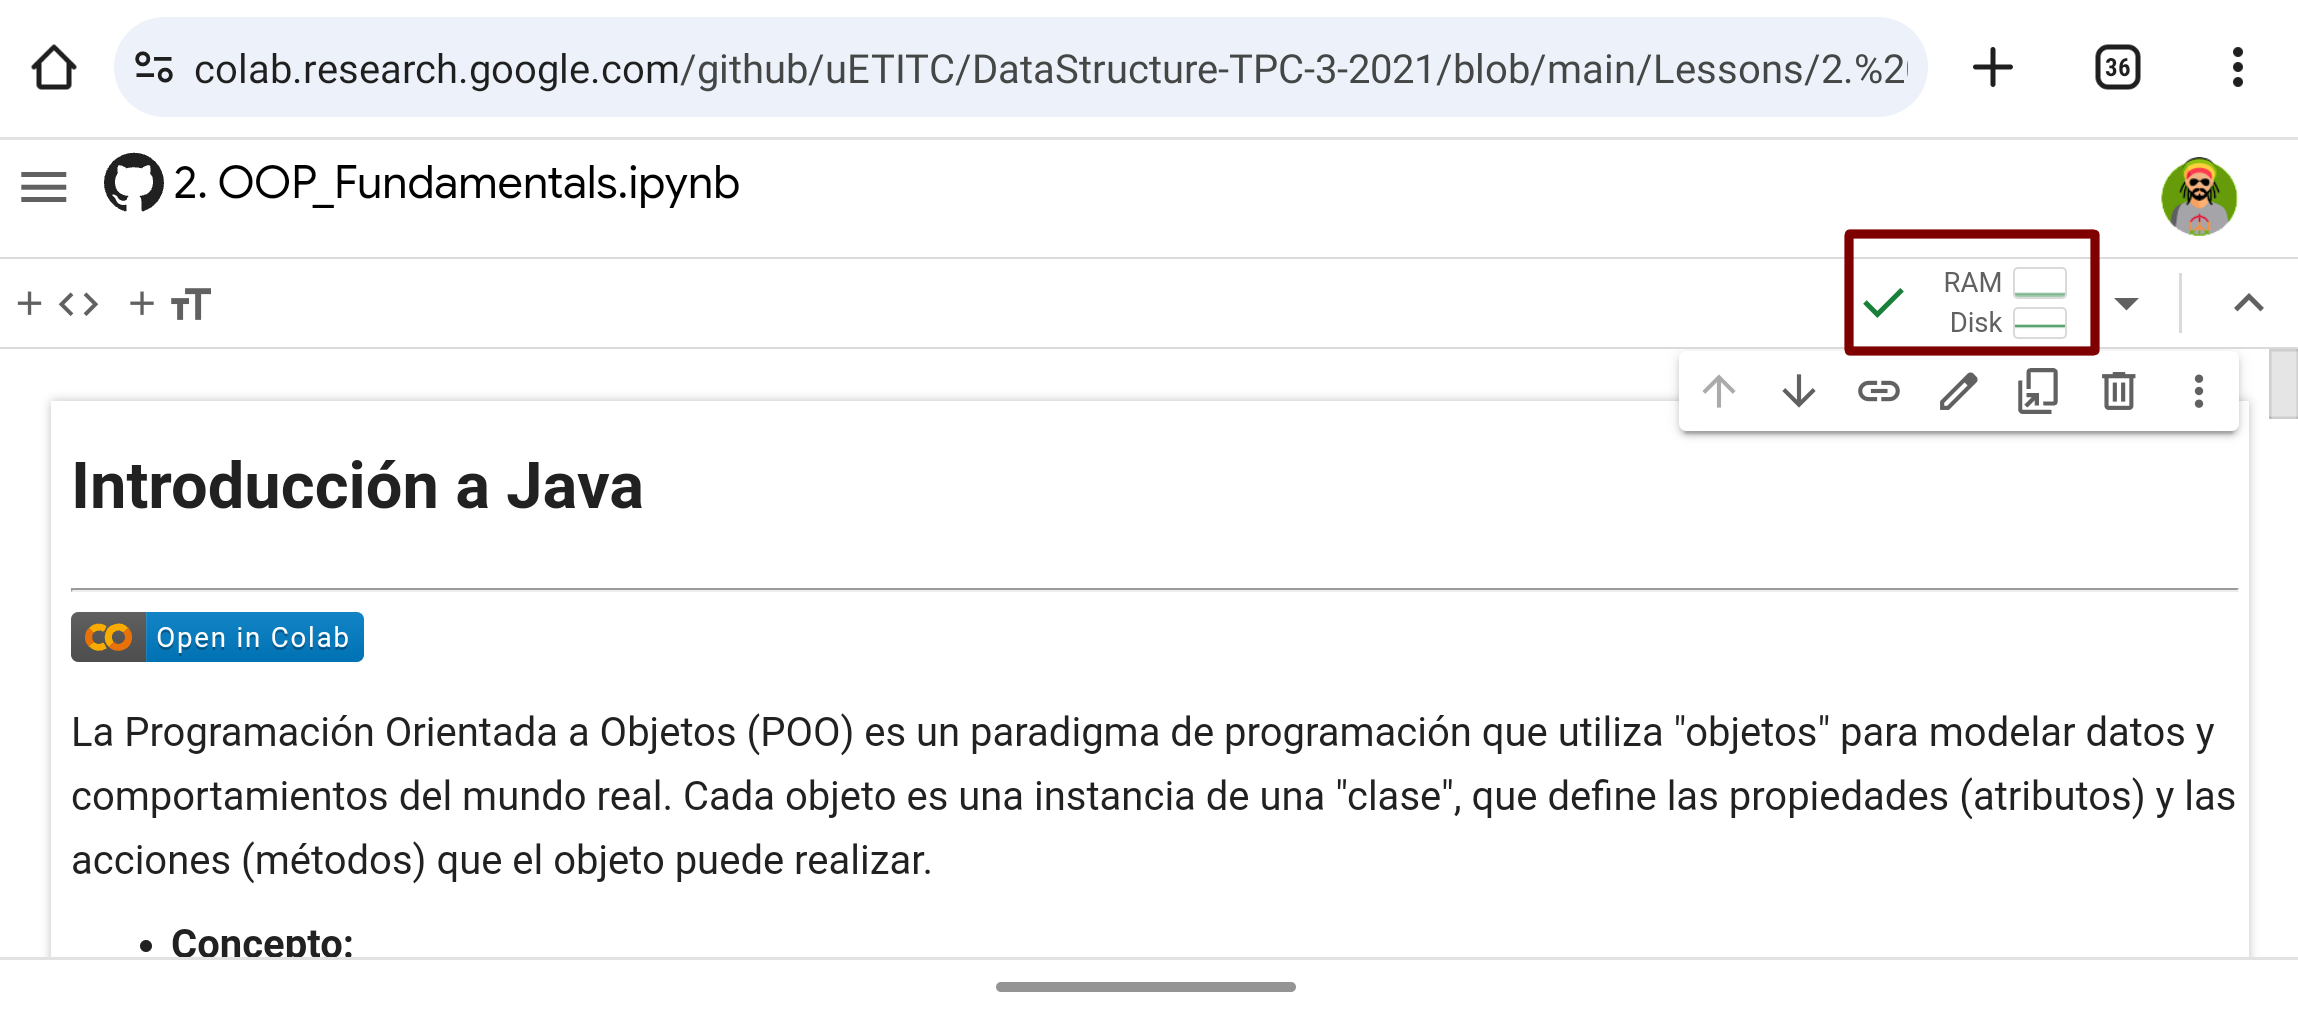 colab.research.google.com/github/uETITC/DataStructure-TPC-3-2021/blob/main/Lessons/2.%2
36
2. OOP_Fundamentals.ipynb
RAM
Disk
Introducción a Java
Open in Colab
La Programación Orientada a Objetos (POO) es un paradigma de programación que utiliza "objetos" para modelar datos y
comportamientos del mundo real. Cada objeto es una instancia de una "clase", que define las propiedades (atributos) y las
acciones (métodos) que el objeto puede realizar.
• Concepto: